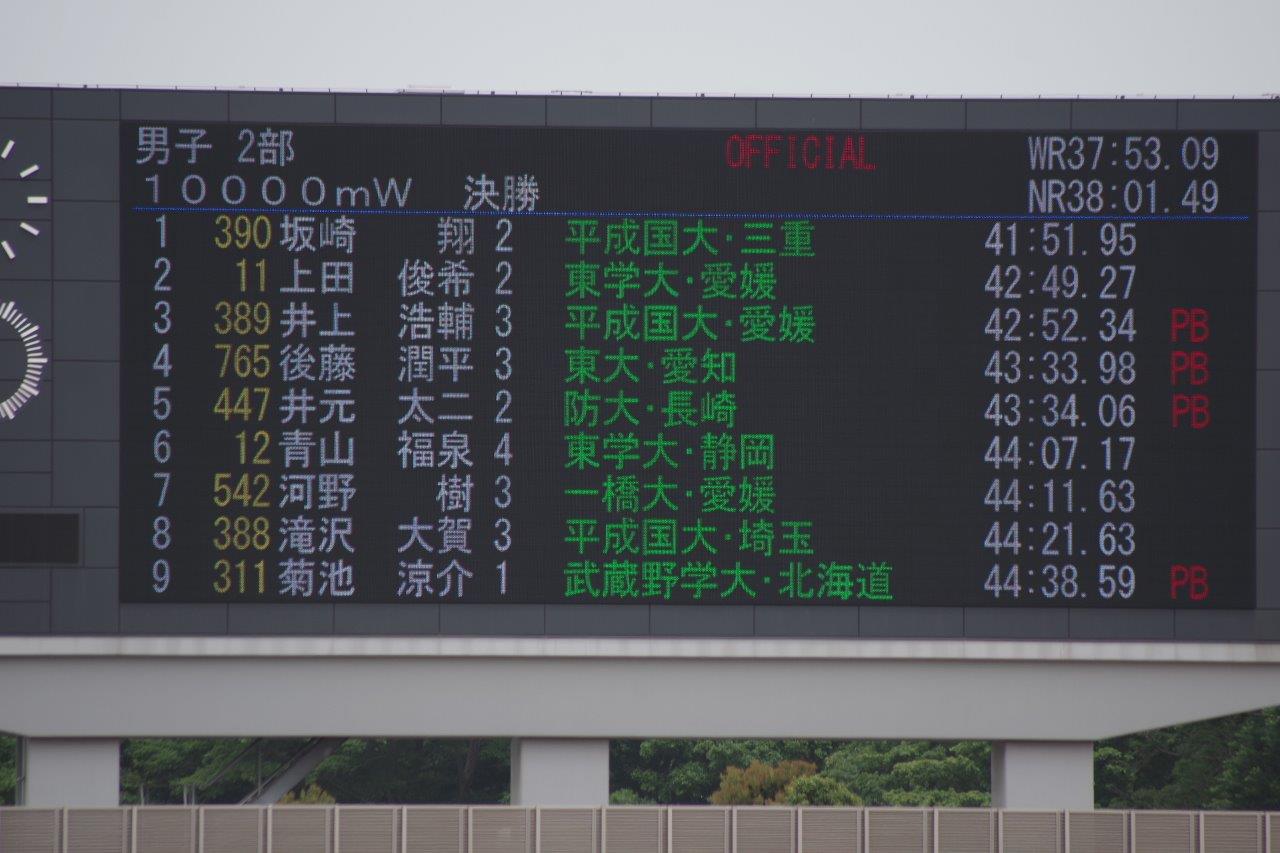 男子 2部 OFFICIAL WR37:53.09
10000mW 決勝 NR38:01.49
1 390 坂崎 翔 2 平成国大・三重 41:51.95
2 11 上田 俊希 2 東学大・愛媛 42:49.27
3 389 井上 浩輔 3 平成国大・愛媛 42:52.34 PB
4 765 後藤 潤平 3 東大・愛知 43:33.98 PB
5 447 井元 太二 2 防大・長崎 43:34.06 PB
6 12 青山 福泉 4 東学大・静岡 44:07.17
7 542 河野 樹 3 一橋大・愛媛 44:11.63
8 388 滝沢 大賀 3 平成国大・埼玉 44:21.63
9 311 菊池 涼介 1 武蔵野学大・北海道 44:38.59 PB